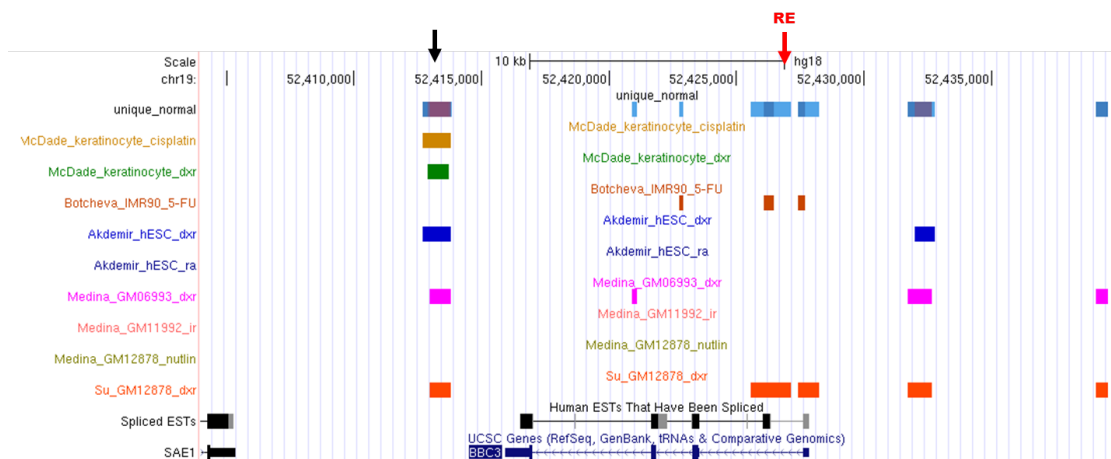 RE
Scale
10 kb
hg18
chr19:
52,410,000
52,415,000
52,420,000
52,425,000
52,430,000
52,435,000
unique_normal
unique_normal
McDade_keratinocyte_cisplatin
McDade_keratinocyte_cisplatin
McDade_keratinocyte_dxr
McDade_keratinocyte_dxr
Botcheva_IMR90_5-FU
Botcheva_IMR90_5-FU
Akdemir_hESC_dxr
Akdemir_hESC_dxr
Akdemir_hESC_ra
Akdemir_hESC_ra
Medina_GM06993_dxr
Medina_GM06993_dxr
Medina_GM11992_ir
Medina_GM11992_ir
Medina_GM12878_nutlin
Medina_GM12878_nutlin
Su_GM12878_dxr
Su_GM12878_dxr
Human ESTs That Have Been Spliced
Spliced ESTs
UCSC Genes (RefSeq, GenBank, tRNAs & Comparative Genomics)
SAE1
BBC3